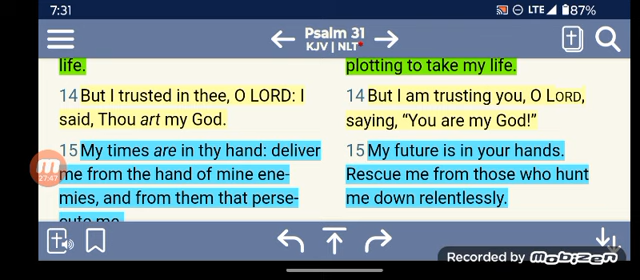 7:31
LTE 87%
Psalm 31
KJV | NLT
life.
14 But I trusted in thee, O LORD: I
said, Thou art my God.
15 My times are in thy hand: deliver
me from the hand of mine ene-
mies, and from them that perse-
cute me.
plotting to take my life.
14 But I am trusting you, O LORD,
saying, “You are my God!”
15 My future is in your hands.
Rescue me from those who hunt
me down relentlessly.
27:47
Recorded by Mobizen